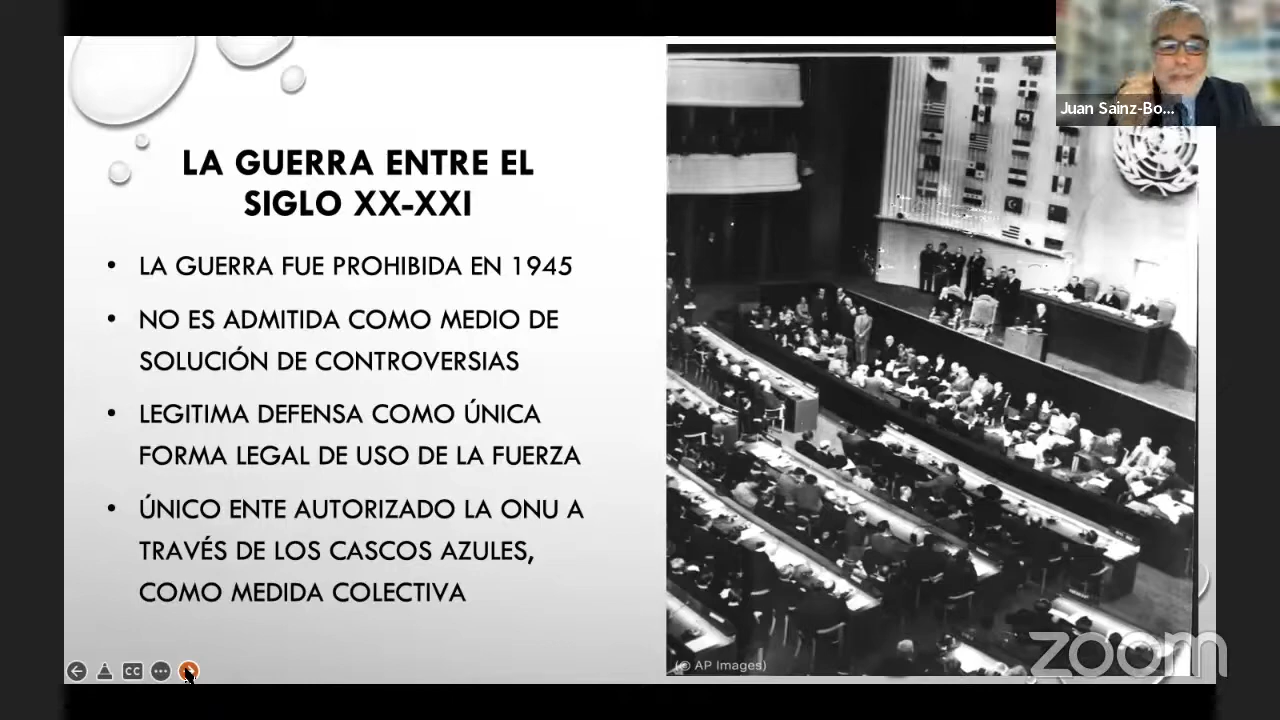 Juan Sainz-Bo...
LA GUERRA ENTRE EL
SIGLO XX-XXI
• LA GUERRA FUE PROHIBIDA EN 1945
• NO ES ADMITIDA COMO MEDIO DE
SOLUCIÓN DE CONTROVERSIAS
• LEGITIMA DEFENSA COMO ÚNICA
FORMA LEGAL DE USO DE LA FUERZA
• ÚNICO ENTE AUTORIZADO LA ONU A
TRAVÉS DE LOS CASCOS AZULES,
COMO MEDIDA COLECTIVA
CC
(© AP Images)
zoom